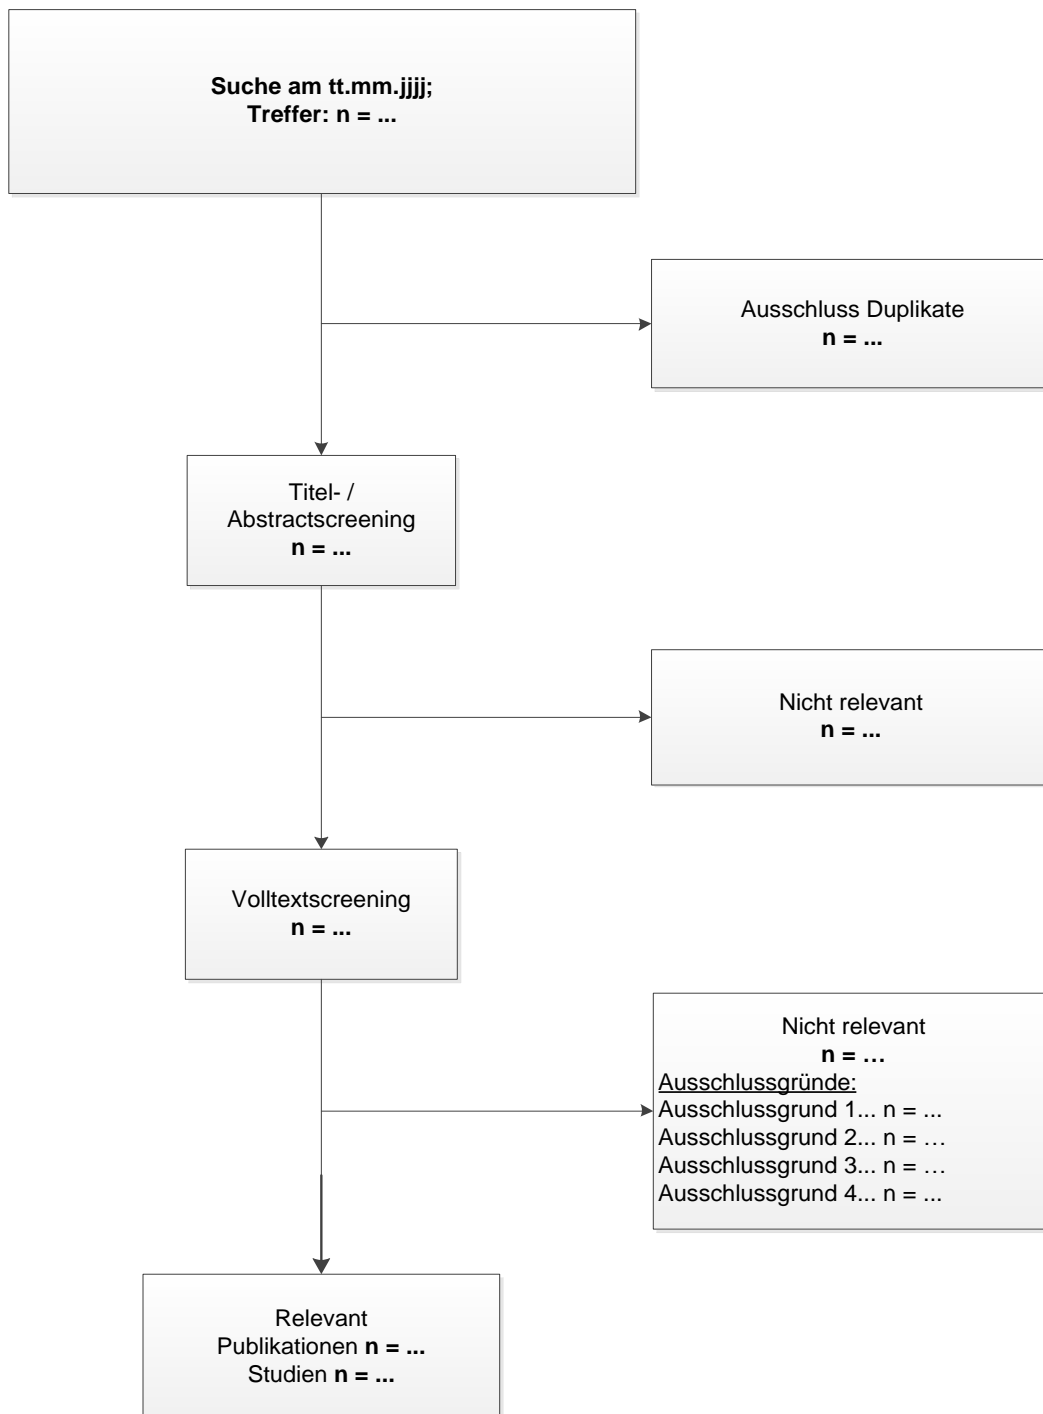 Suche am tt.mm.jjjj;
Treffer: n = ...
Ausschluss Duplikate
n = ...
Titel- /
Abstractscreening
n = ...
Nicht relevant
n = ...
Volltextscreening
n = ...
Nicht relevant
n = …
Ausschlussgründe:
Ausschlussgrund 1... n = ...
Ausschlussgrund 2... n = …
Ausschlussgrund 3... n = …
Ausschlussgrund 4... n = ...
Relevant
Publikationen n = ...
Studien n = ...